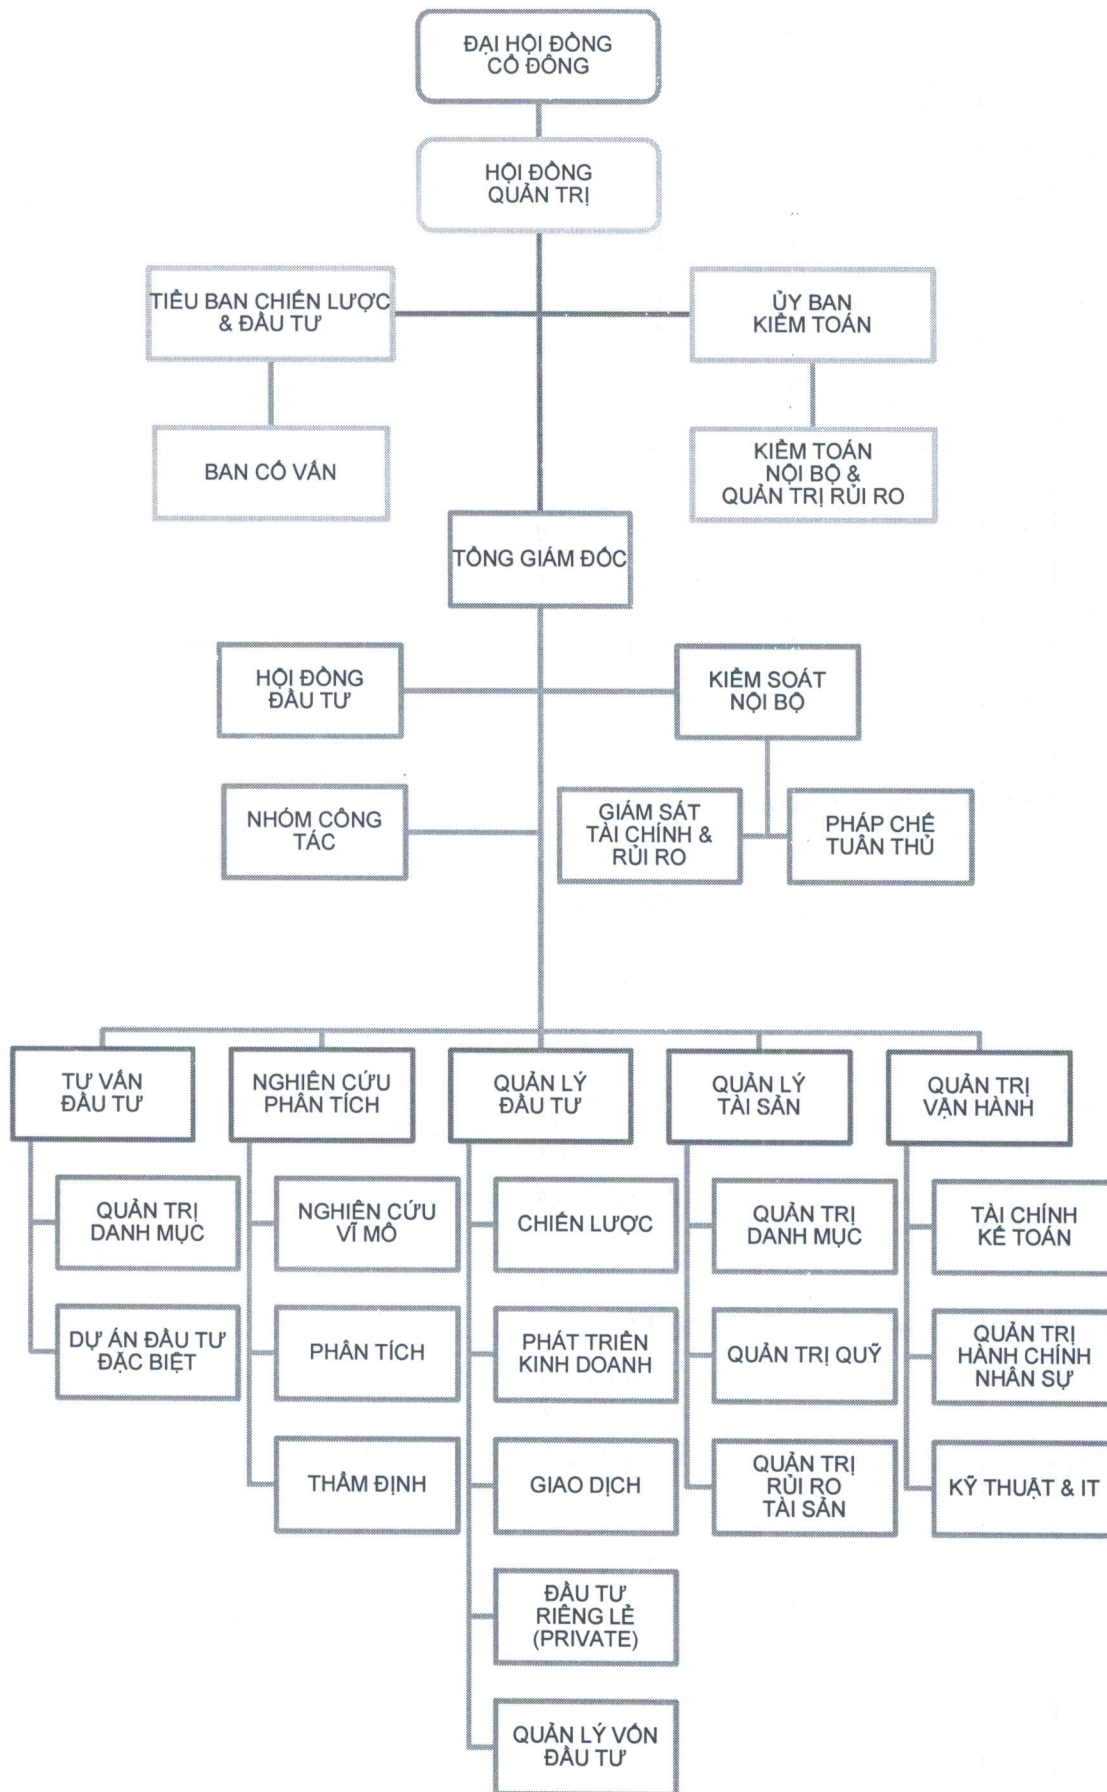 ĐẠI HỘI ĐỒNG
CỔ ĐÔNG
HỘI ĐỒNG
QUẢN TRỊ
TIỂU BAN CHIẾN LƯỢC
& ĐẦU TƯ
ỦY BAN
KIỂM TOÁN
BAN CỐ VẤN
KIỂM TOÁN
NỘI BỘ &
QUẢN TRỊ RỦI RO
TỔNG GIÁM ĐỐC
HỘI ĐỒNG
ĐẦU TƯ
KIỂM SOÁT
NỘI BỘ
NHÓM CÔNG
TÁC
GIÁM SÁT
TÀI CHÍNH &
RỦI RO
PHÁP CHẾ
TUÂN THỦ
TƯ VẤN
ĐẦU TƯ
NGHIÊN CỨU
PHÂN TÍCH
QUẢN LÝ
ĐẦU TƯ
QUẢN LÝ
TÀI SẢN
QUẢN TRỊ
VẬN HÀNH
QUẢN TRỊ
DANH MỤC
NGHIÊN CỨU
VĨ MÔ
CHIẾN LƯỢC
QUẢN TRỊ
DANH MỤC
TÀI CHÍNH
KẾ TOÁN
DỰ ÁN ĐẦU TƯ
ĐẶC BIỆT
PHÂN TÍCH
PHÁT TRIỂN
KINH DOANH
QUẢN TRỊ QUỸ
QUẢN TRỊ
HÀNH CHÍNH
NHÂN SỰ
THẨM ĐỊNH
GIAO DỊCH
QUẢN TRỊ
RỦI RO
TÀI SẢN
KỸ THUẬT & IT
ĐẦU TƯ
RIÊNG LẺ
(PRIVATE)
QUẢN LÝ VỐN
ĐẦU TƯ